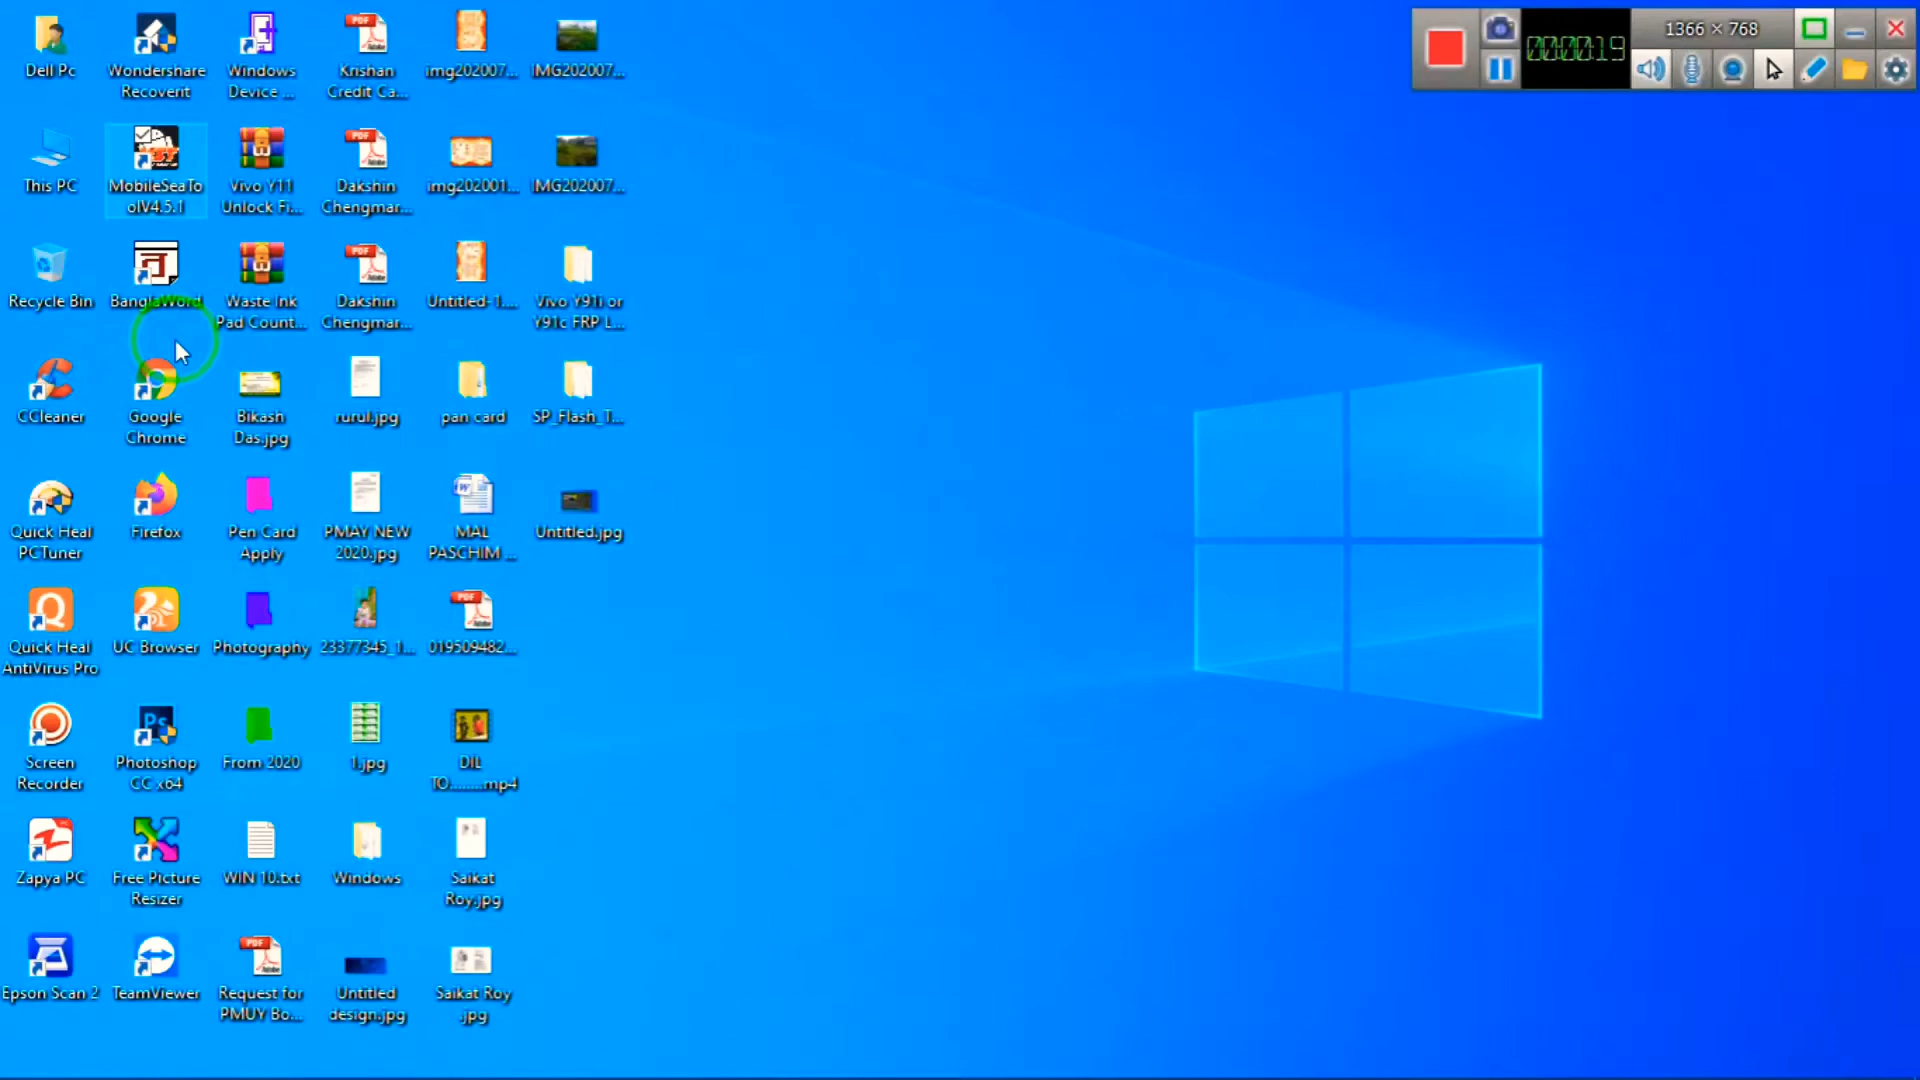 Dell Pc
Wondershare
Recoverit
Windows
Device ...
Krishan
Credit Ca...
img202007...
IMG202007...
This PC
MobileSeaTo
olV4.5.1
Vivo Y11
Unlock Fi...
Dakshin
Chengmar...
img202001...
IMG202007...
Recycle Bin
BanglaWord
Waste Ink
Pad Count...
Dakshin
Chengmar...
Untitled-1....
Vivo Y91i or
Y91c FRP L...
CCleaner
Google
Chrome
Bikash
Das.jpg
rurul.jpg
pan card
SP_Flash_T...
Quick Heal
PCTuner
Firefox
Pen Card
Apply
PMAY NEW
2020.jpg
MAL
PASCHIM ...
Untitled.jpg
Quick Heal
AntiVirus Pro
UC Browser
Photography
23377345_1...
019509482...
Screen
Recorder
Photoshop
CC x64
From 2020
1.jpg
DIL
TO........mp4
Zapya PC
Free Picture
Resizer
WIN 10.txt
Windows
Saikat
Roy.jpg
Epson Scan 2
TeamViewer
Request for
PMUY Bo...
Untitled
design.jpg
Saikat Roy
.jpg
00:00:19
1366 × 768